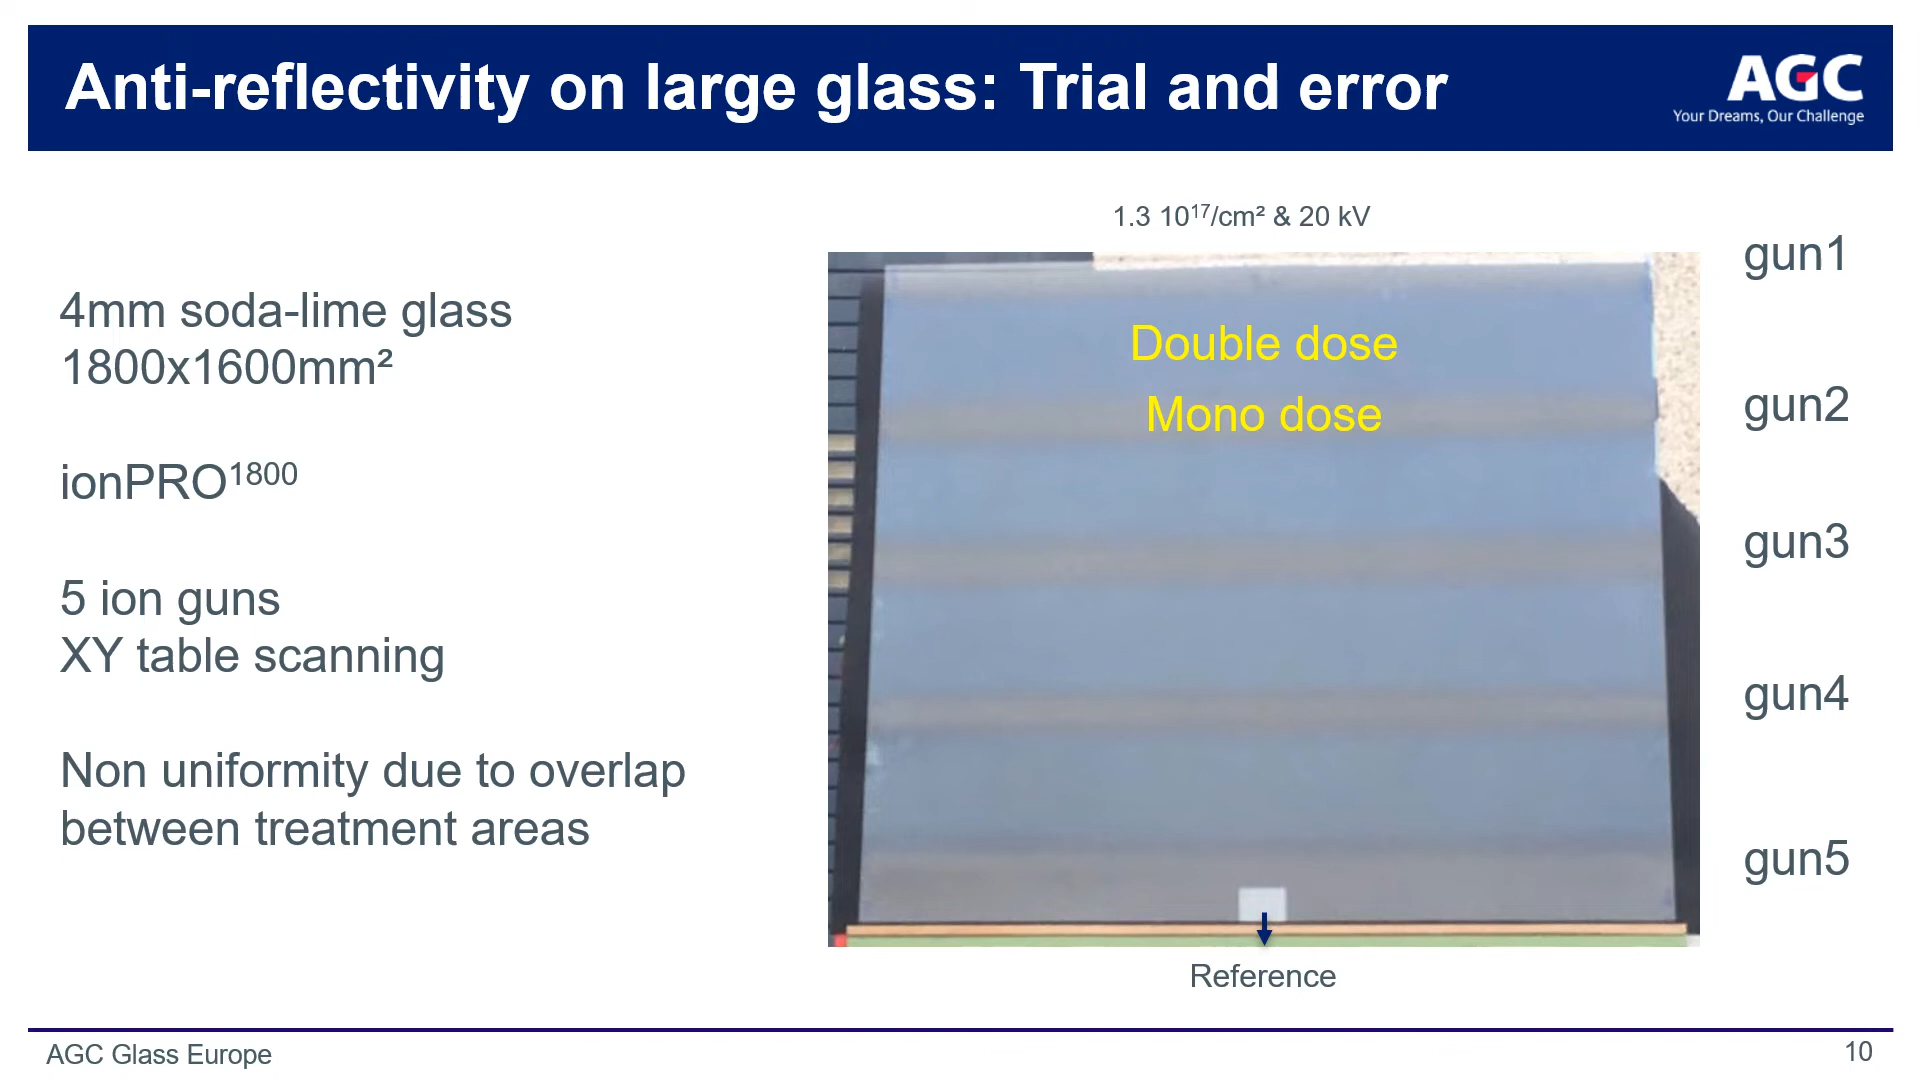 Anti-reflectivity on large glass: Trial and error
AGC
Your Dreams, Our Challenge
1.3 10¹⁷/cm² & 20 kV
4mm soda-lime glass
1800x1600mm²
ionPRO¹⁸⁰⁰
5 ion guns
XY table scanning
Non uniformity due to overlap
between treatment areas
Double dose
Mono dose
gun1
gun2
gun3
gun4
gun5
Reference
AGC Glass Europe
10